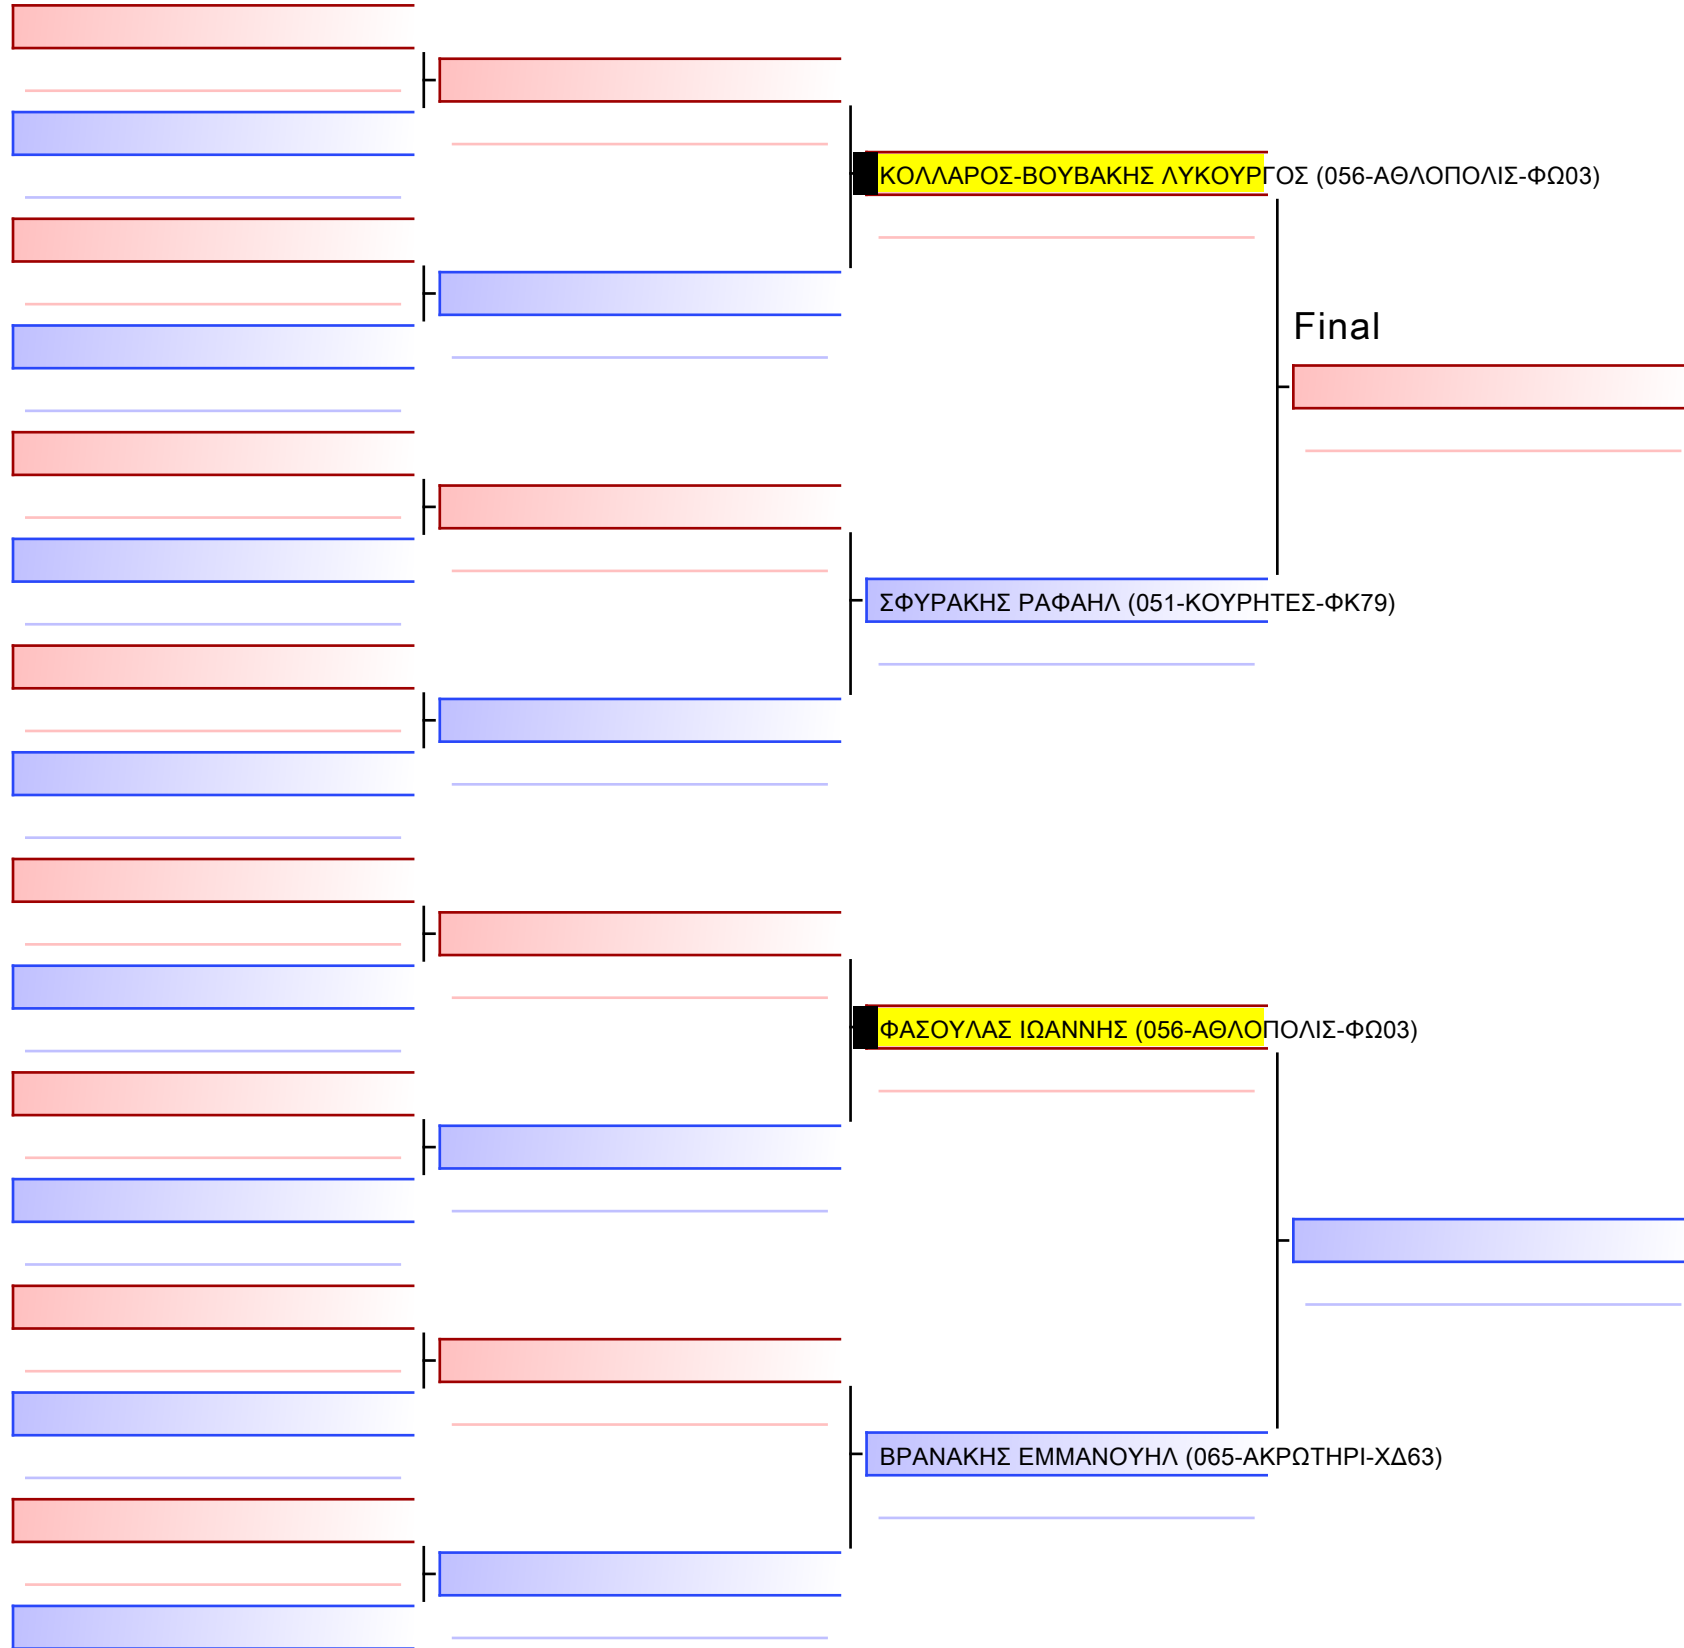 ΚΟΛΛΑΡΟΣ-ΒΟΥΒΑΚΗΣ ΛΥΚΟΥΡΓΟΣ (056-ΑΘΛΟΠΟΛΙΣ-ΦΩ03)
Final
ΣΦΥΡΑΚΗΣ ΡΑΦΑΗΛ (051-ΚΟΥΡΗΤΕΣ-ΦΚ79)
ΦΑΣΟΥΛΑΣ ΙΩΑΝΝΗΣ (056-ΑΘΛΟΠΟΛΙΣ-ΦΩ03)
ΒΡΑΝΑΚΗΣ ΕΜΜΑΝΟΥΗΛ (065-ΑΚΡΩΤΗΡΙ-ΧΔ63)